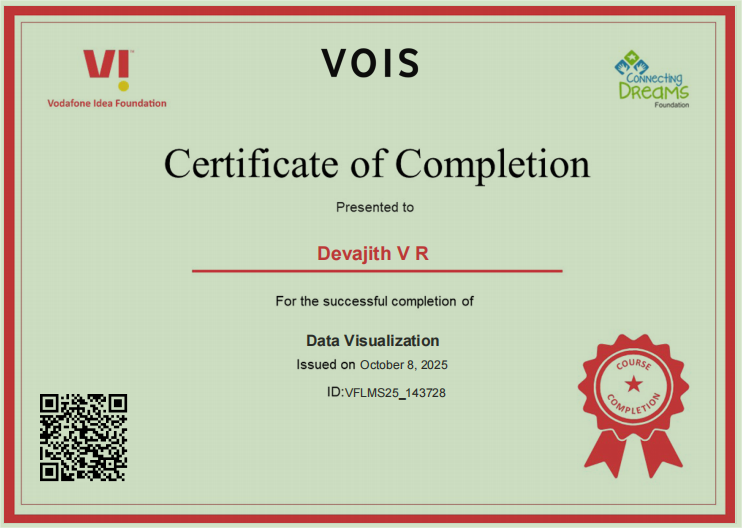 VI
Vodafone Idea Foundation
VOIS
Connecting
Dreams
Foundation
Certificate of Completion
Presented to
Devajith V R
For the successful completion of
Data Visualization
Issued on October 8, 2025
ID:VFLMS25_143728
COURSE
COMPLETION